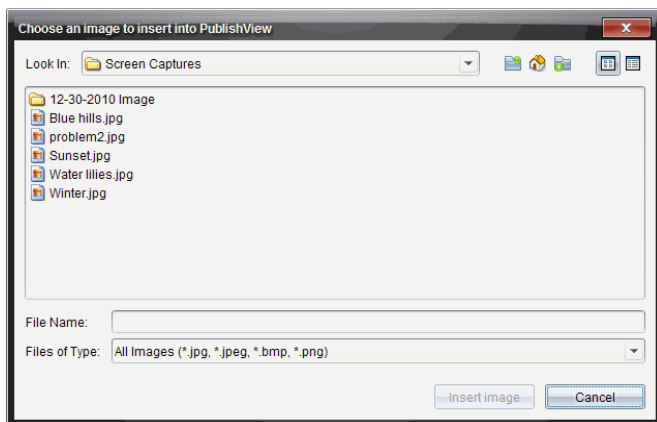 Choose an image to insert into PublishView
Look In: Screen Captures
12-30-2010 Image
Blue hills.jpg
problem2.jpg
Sunset.jpg
Water lilies.jpg
Winter.jpg
File Name:
Files of Type: All Images (*.jpg, *.jpeg, *.bmp, *.png)
Insert image Cancel